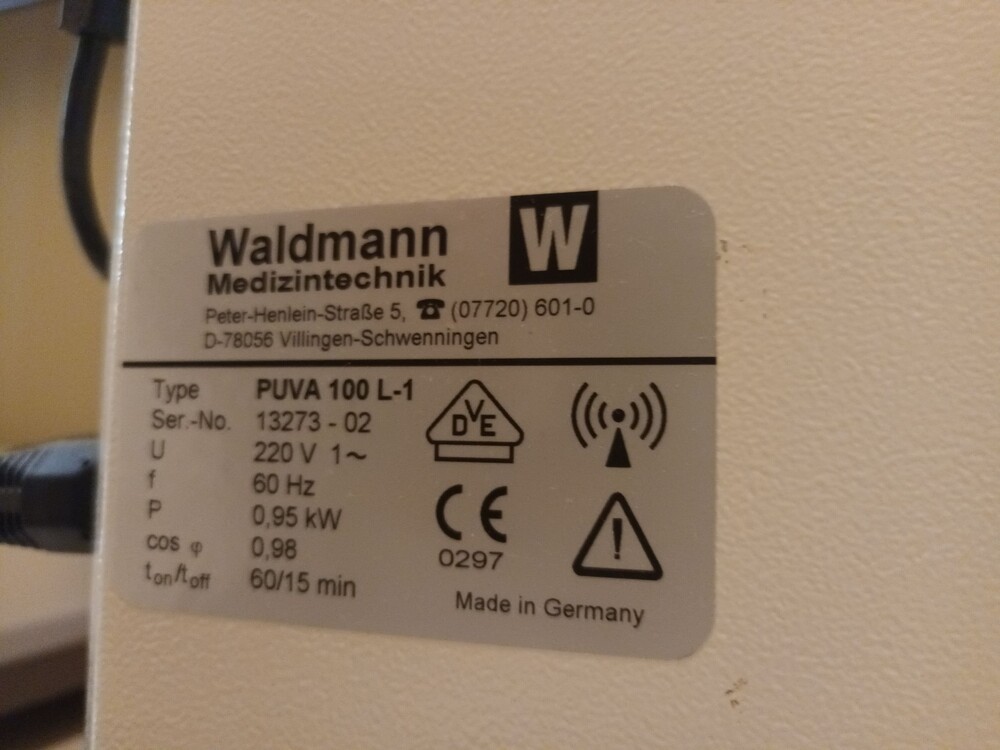 Waldmann W
Medizintechnik
Peter-Henlein-Straße 5, ☎ (07720) 601-0
D-78056 Villingen-Schwenningen
Type PUVA 100 L-1
Ser.-No. 13273 - 02
U 220 V 1~
f 60 Hz
P 0,95 kW
cos φ 0,98
ton/toff 60/15 min
DVE
CE
0297
!
Made in Germany